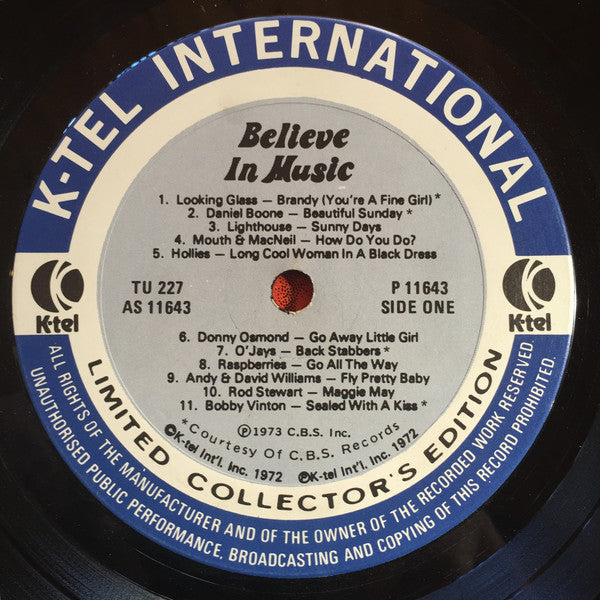 K-TEL INTERNATIONAL
Believe
In Music
1. Looking Glass — Brandy (You're A Fine Girl) *
2. Daniel Boone — Beautiful Sunday *
3. Lighthouse — Sunny Days
4. Mouth & MacNeil — How Do You Do?
5. Hollies — Long Cool Woman In A Black Dress
TU 227
AS 11643
P 11643
SIDE ONE
K-tel
K-tel
6. Donny Osmond — Go Away Little Girl
7. O'Jays — Back Stabbers *
8. Raspberries — Go All The Way
9. Andy & David Williams — Fly Pretty Baby
10. Rod Stewart — Maggie May
11. Bobby Vinton — Sealed With A Kiss *
℗1973 C.B.S. Inc.
*Courtesy Of C.B.S. Records
©K-tel Int'l. Inc. 1972
℗K-tel Int'l. Inc. 1972
LIMITED COLLECTOR'S EDITION
ALL RIGHTS OF THE MANUFACTURER AND OF THE OWNER OF THE RECORDED WORK RESERVED.
UNAUTHORISED PUBLIC PERFORMANCE, BROADCASTING AND COPYING OF THIS RECORD PROHIBITED.